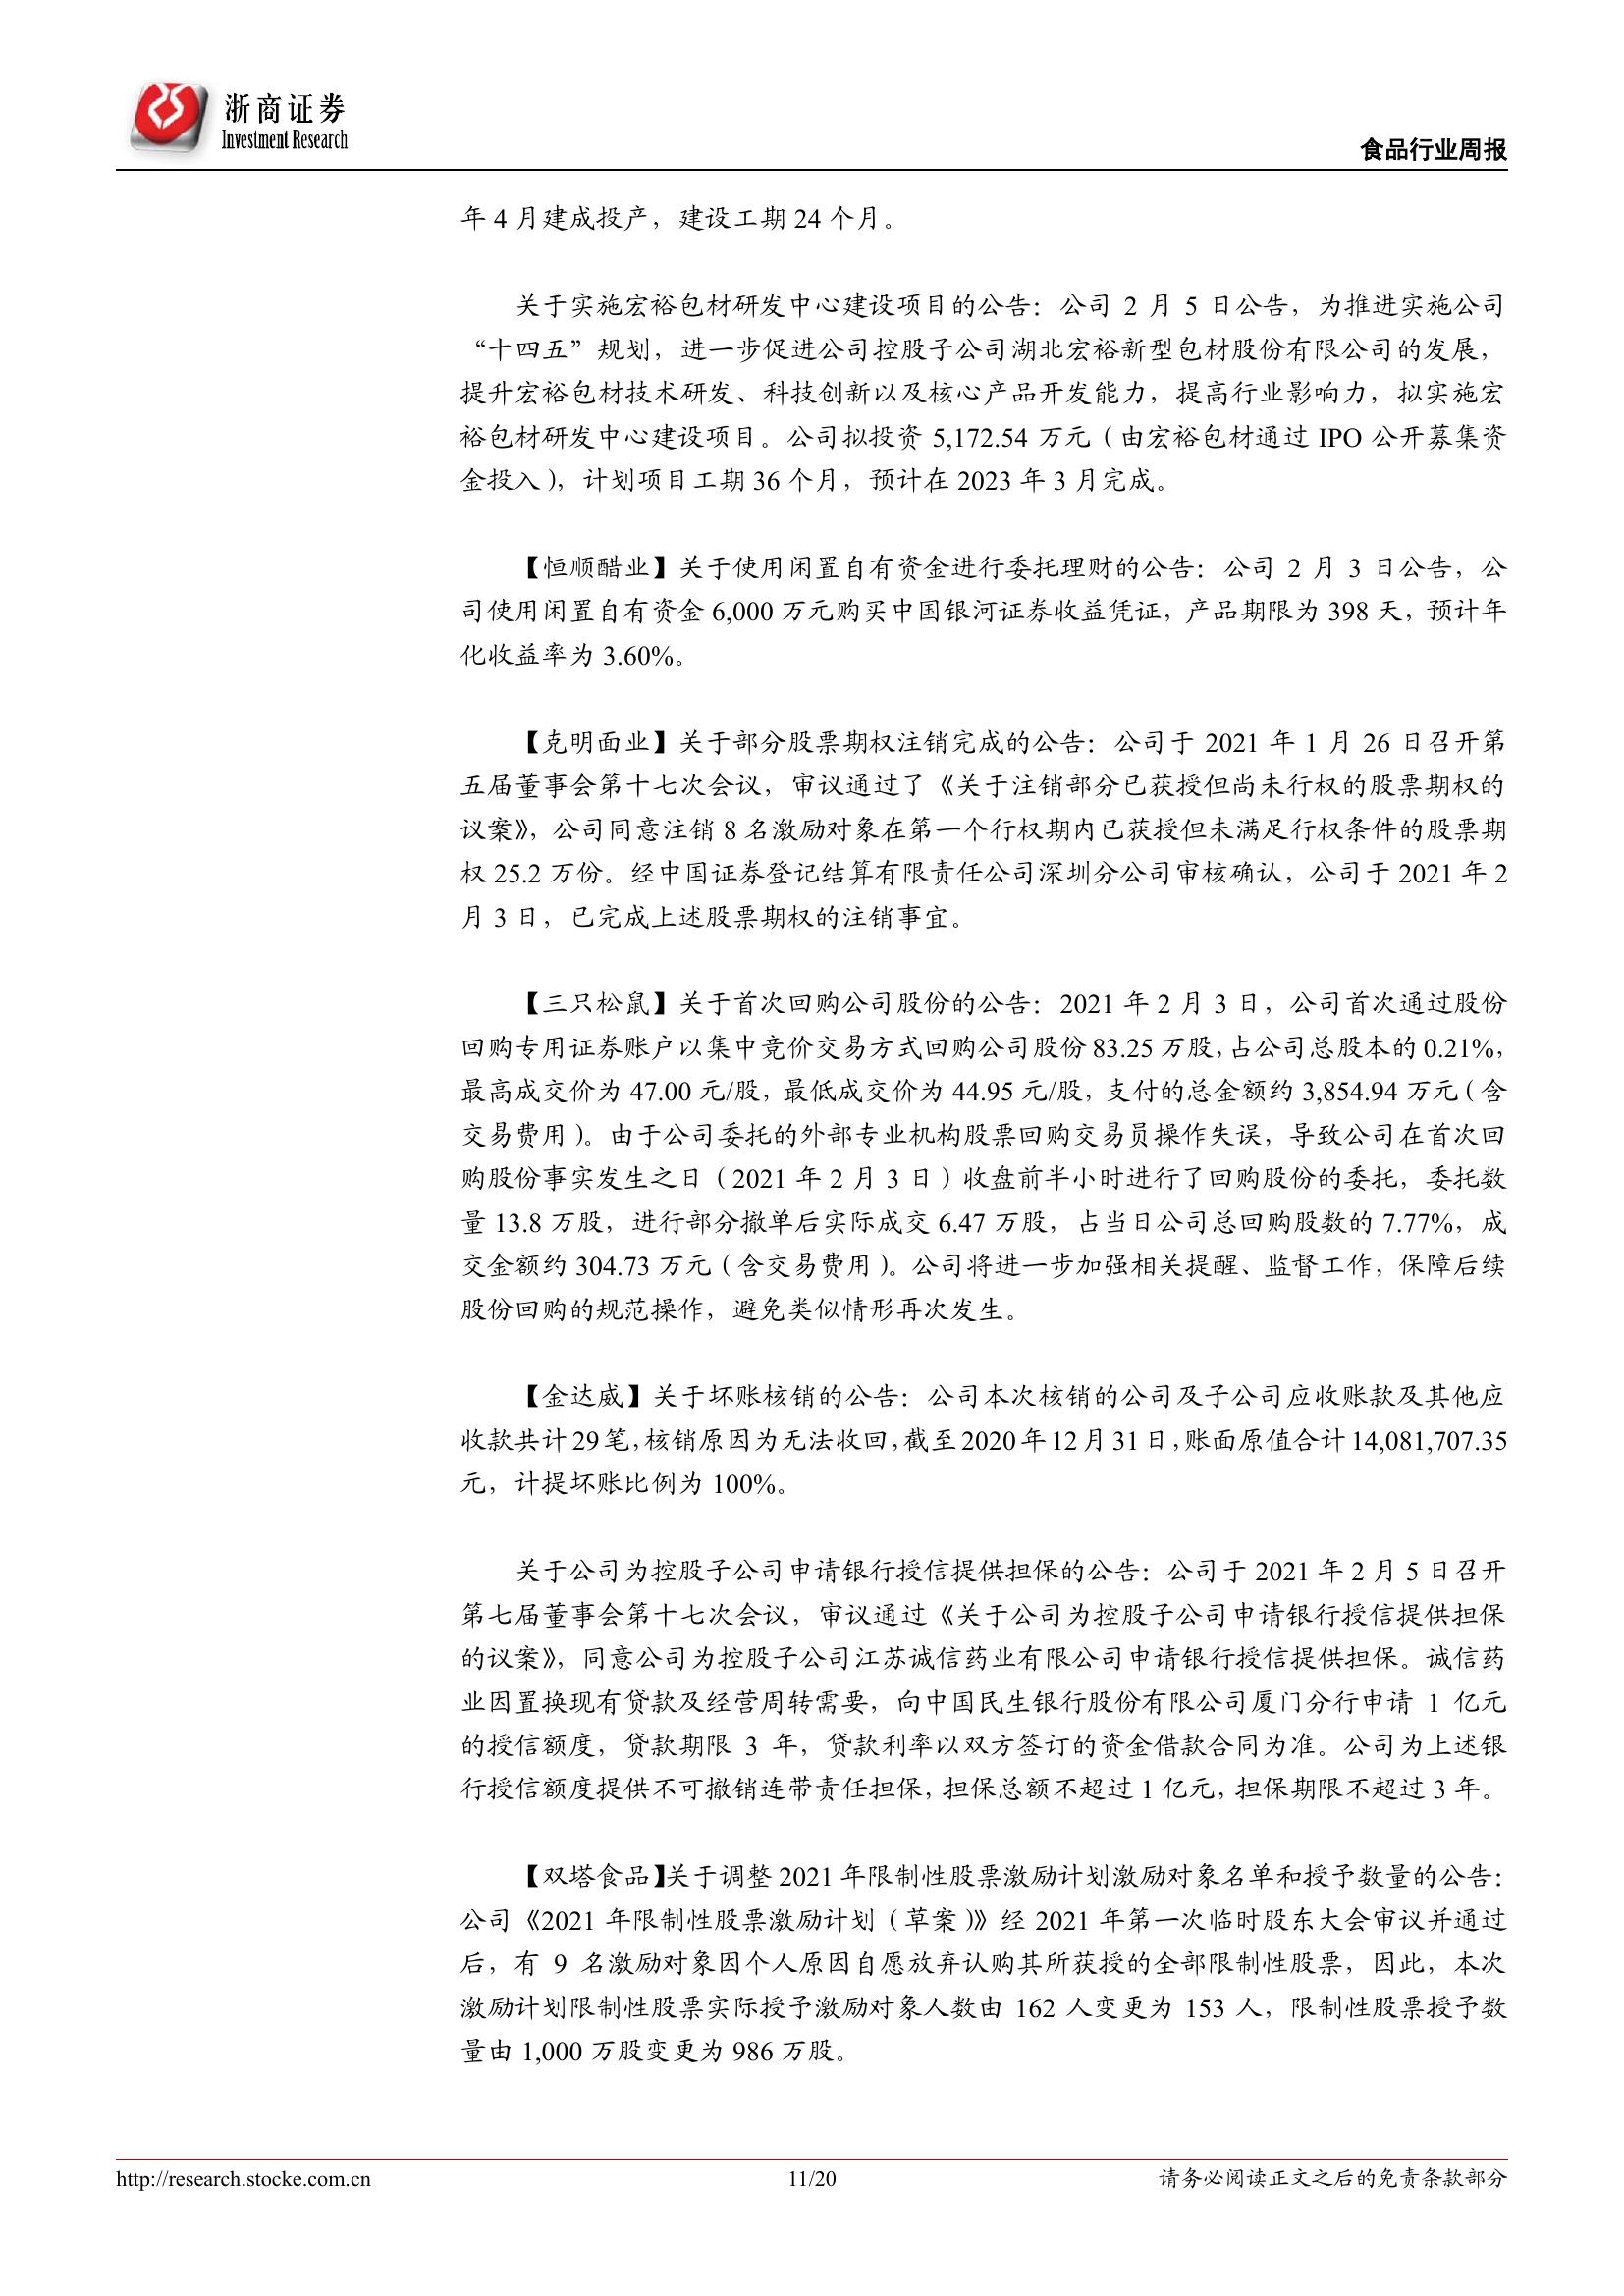 浙商证券
Investment Research
食品行业周报
年 4 月建成投产，建设工期 24 个月。
关于实施宏裕包材研发中心建设项目的公告：公司 2 月 5 日公告，为推进实施公司
“十四五”规划，进一步促进公司控股子公司湖北宏裕新型包材股份有限公司的发展，
提升宏裕包材技术研发、科技创新以及核心产品开发能力，提高行业影响力，拟实施宏
裕包材研发中心建设项目。公司拟投资 5,172.54 万元（由宏裕包材通过 IPO 公开募集资
金投入），计划项目工期 36 个月，预计在 2023 年 3 月完成。
【恒顺醋业】关于使用闲置自有资金进行委托理财的公告：公司 2 月 3 日公告，公
司使用闲置自有资金 6,000 万元购买中国银河证券收益凭证，产品期限为 398 天，预计年
化收益率为 3.60%。
【克明面业】关于部分股票期权注销完成的公告：公司于 2021 年 1 月 26 日召开第
五届董事会第十七次会议，审议通过了《关于注销部分已获授但尚未行权的股票期权的
议案》，公司同意注销 8 名激励对象在第一个行权期内已获授但未满足行权条件的股票期
权 25.2 万份。经中国证券登记结算有限责任公司深圳分公司审核确认，公司于 2021 年 2
月 3 日，已完成上述股票期权的注销事宜。
【三只松鼠】关于首次回购公司股份的公告：2021 年 2 月 3 日，公司首次通过股份
回购专用证券账户以集中竞价交易方式回购公司股份 83.25 万股，占公司总股本的 0.21%，
最高成交价为 47.00 元/股，最低成交价为 44.95 元/股，支付的总金额约 3,854.94 万元（含
交易费用）。由于公司委托的外部专业机构股票回购交易员操作失误，导致公司在首次回
购股份事实发生之日（2021 年 2 月 3 日）收盘前半小时进行了回购股份的委托，委托数
量 13.8 万股，进行部分撤单后实际成交 6.47 万股，占当日公司总回购股数的 7.77%，成
交金额约 304.73 万元（含交易费用）。公司将进一步加强相关提醒、监督工作，保障后续
股份回购的规范操作，避免类似情形再次发生。
【金达威】关于坏账核销的公告：公司本次核销的公司及子公司应收账款及其他应
收款共计 29 笔，核销原因为无法收回，截至 2020 年 12 月 31 日，账面原值合计 14,081,707.35
元，计提坏账比例为 100%。
关于公司为控股子公司申请银行授信提供担保的公告：公司于 2021 年 2 月 5 日召开
第七届董事会第十七次会议，审议通过《关于公司为控股子公司申请银行授信提供担保
的议案》，同意公司为控股子公司江苏诚信药业有限公司申请银行授信提供担保。诚信药
业因置换现有贷款及经营周转需要，向中国民生银行股份有限公司厦门分行申请 1 亿元
的授信额度，贷款期限 3 年，贷款利率以双方签订的资金借款合同为准。公司为上述银
行授信额度提供不可撤销连带责任担保，担保总额不超过 1 亿元，担保期限不超过 3 年。
【双塔食品】关于调整 2021 年限制性股票激励计划激励对象名单和授予数量的公告：
公司《2021 年限制性股票激励计划（草案）》经 2021 年第一次临时股东大会审议并通过
后，有 9 名激励对象因个人原因自愿放弃认购其所获授的全部限制性股票，因此，本次
激励计划限制性股票实际授予激励对象人数由 162 人变更为 153 人，限制性股票授予数
量由 1,000 万股变更为 986 万股。
http://research.stocke.com.cn
11/20
请务必阅读正文之后的免责条款部分